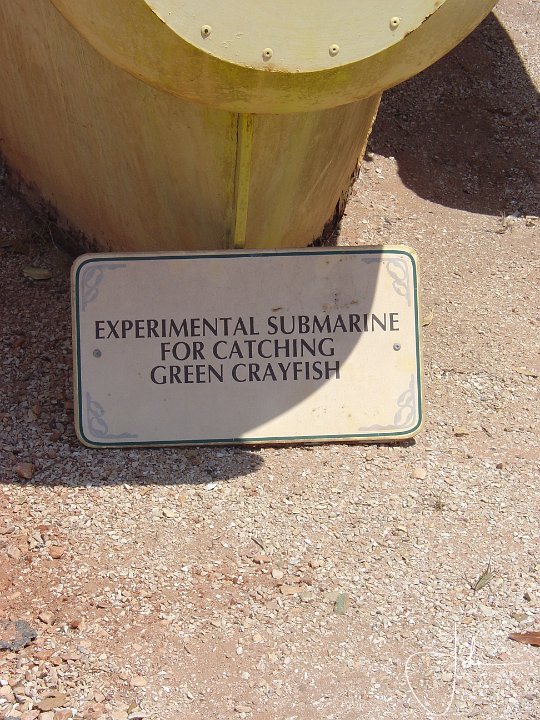 EXPERIMENTAL SUBMARINE
FOR CATCHING
GREEN CRAYFISH